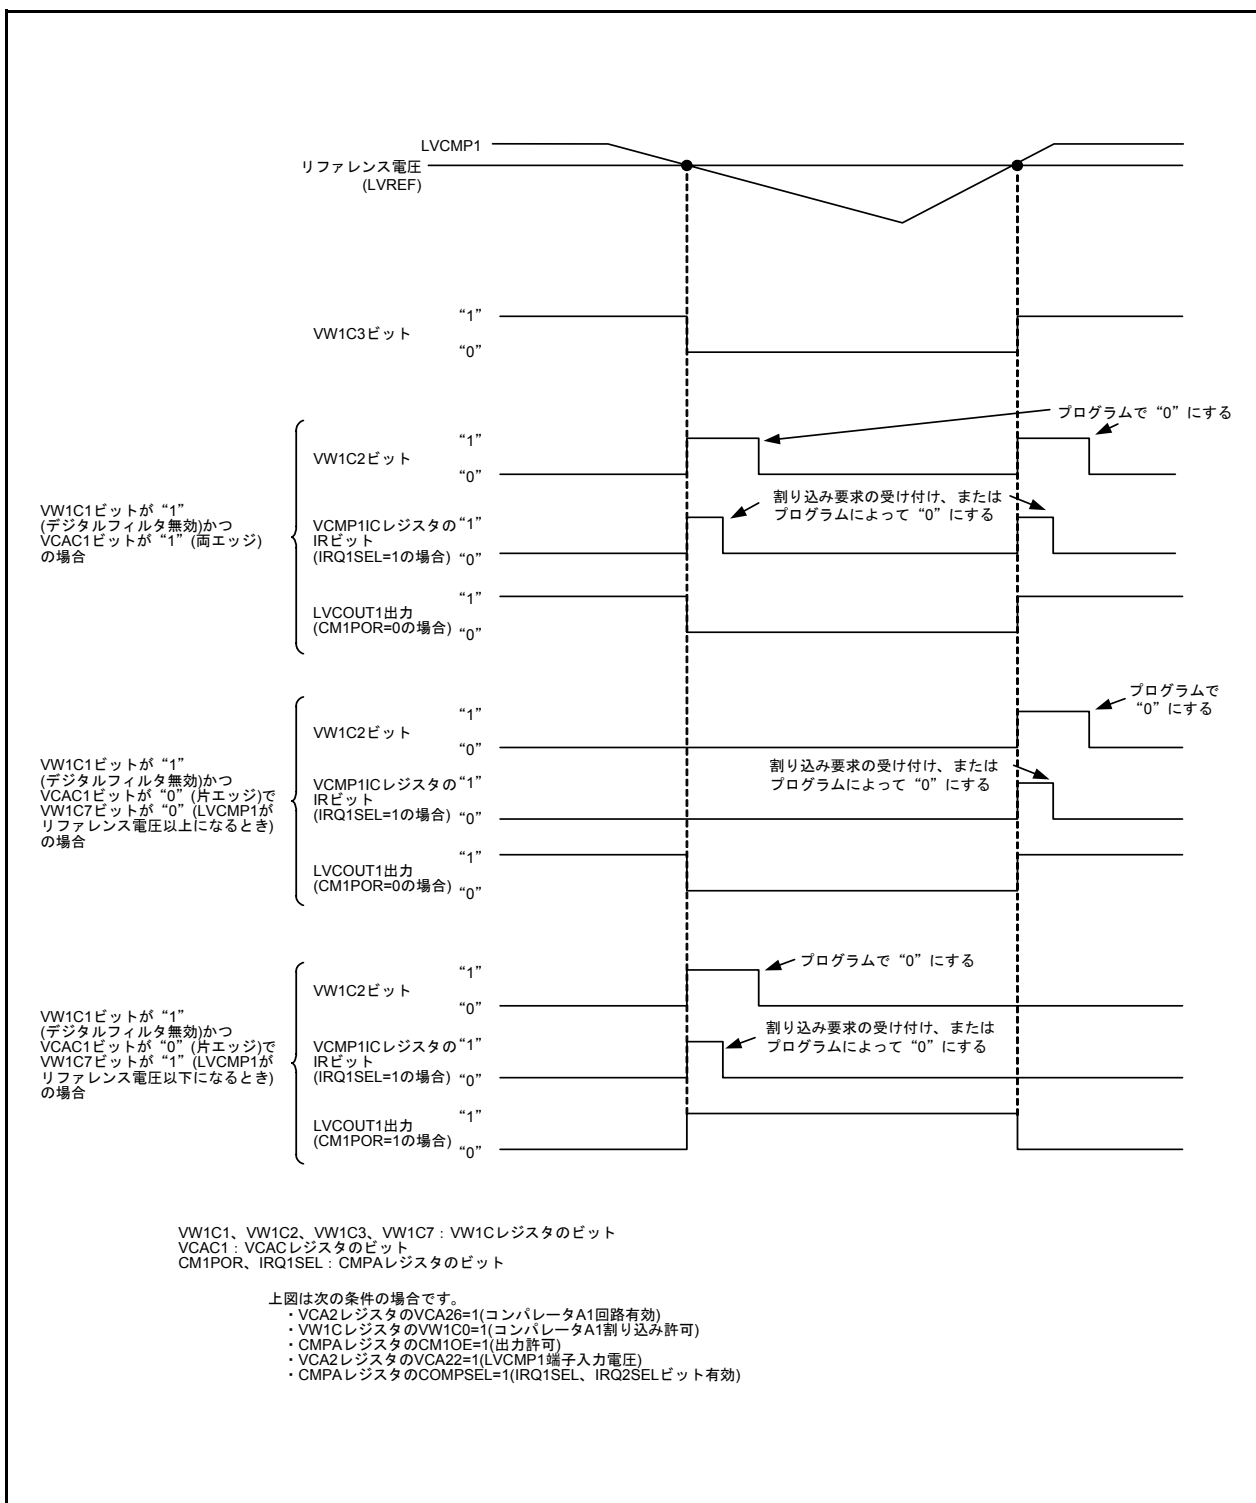 LVCMP1
リファレンス電圧
(LVREF)
VW1C3ビット
“1”
“0”
VW1C1ビットが“1”
(デジタルフィルタ無効)かつ
VCAC1ビットが“1”(両エッジ)
の場合
VW1C2ビット
“1”
“0”
プログラムで“0”にする
VCMP1ICレジスタの
IRビット
(IRQ1SEL=1の場合)
“1”
“0”
割り込み要求の受け付け、または
プログラムによって“0”にする
LVCOUT1出力
(CM1POR=0の場合)
“1”
“0”
VW1C1ビットが“1”
(デジタルフィルタ無効)かつ
VCAC1ビットが“0”(片エッジ)で
VW1C7ビットが“0”(LVCMP1が
リファレンス電圧以上になるとき)
の場合
VW1C2ビット
“1”
“0”
プログラムで
“0”にする
VCMP1ICレジスタの
IRビット
(IRQ1SEL=1の場合)
“1”
“0”
割り込み要求の受け付け、または
プログラムによって“0”にする
LVCOUT1出力
(CM1POR=0の場合)
“1”
“0”
VW1C1ビットが“1”
(デジタルフィルタ無効)かつ
VCAC1ビットが“0”(片エッジ)で
VW1C7ビットが“1”(LVCMP1が
リファレンス電圧以下になるとき)
の場合
VW1C2ビット
“1”
“0”
プログラムで“0”にする
VCMP1ICレジスタの
IRビット
(IRQ1SEL=1の場合)
“1”
“0”
割り込み要求の受け付け、または
プログラムによって“0”にする
LVCOUT1出力
(CM1POR=1の場合)
“1”
“0”
VW1C1、VW1C2、VW1C3、VW1C7：VW1Cレジスタのビット
VCAC1：VCACレジスタのビット
CM1POR、IRQ1SEL：CMPAレジスタのビット
上図は次の条件の場合です。
・VCA2レジスタのVCA26=1(コンパレータA1回路有効)
・VW1CレジスタのVW1C0=1(コンパレータA1割り込み許可)
・CMPAレジスタのCM1OE=1(出力許可)
・VCA2レジスタのVCA22=1(LVCMP1端子入力電圧)
・CMPAレジスタのCOMPSEL=1(IRQ1SEL、IRQ2SELビット有効)